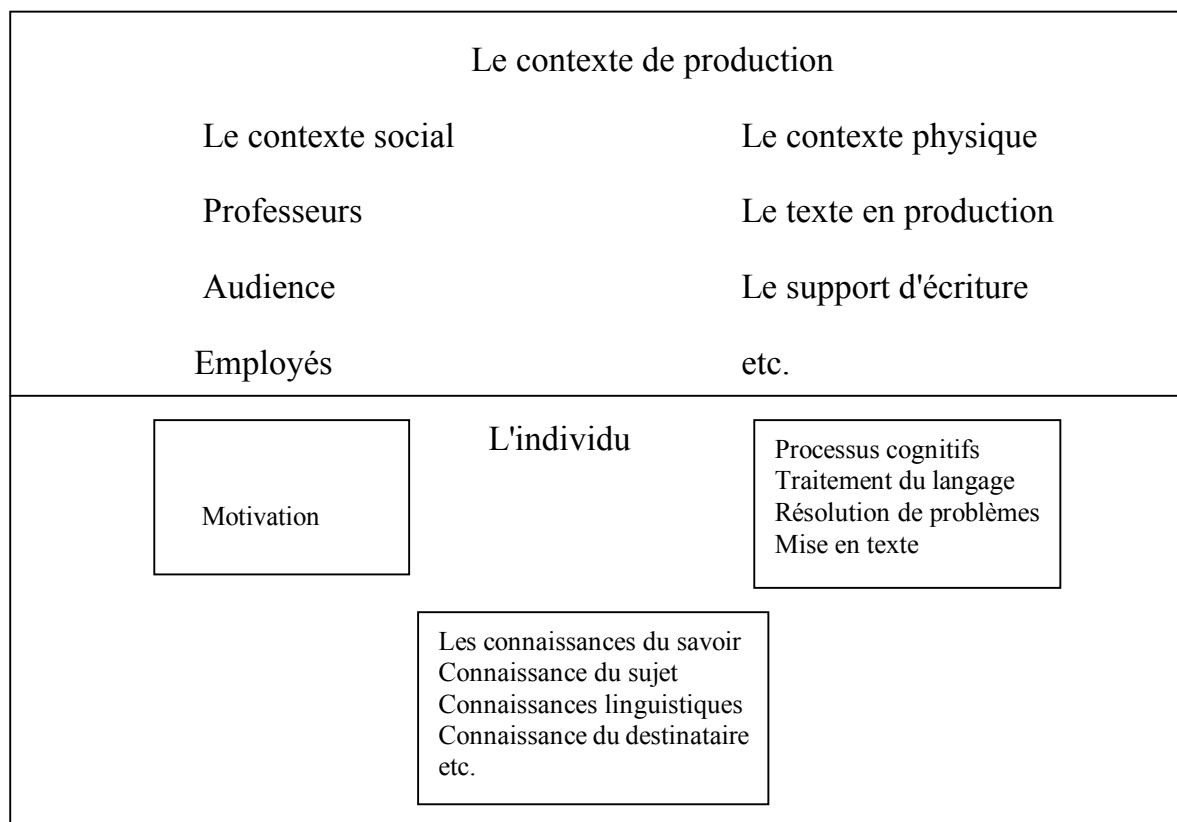 Le contexte de production
Le contexte social
Le contexte physique
Professeurs
Le texte en production
Audience
Le support d'écriture
Employés
etc.
L'individu
Motivation
Processus cognitifs
Traitement du langage
Résolution de problèmes
Mise en texte
Les connaissances du savoir
Connaissance du sujet
Connaissances linguistiques
Connaissance du destinataire
etc.